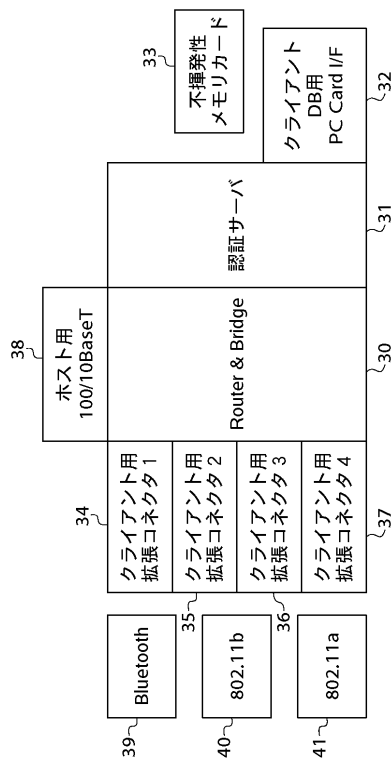 38
ホスト用
100/10BaseT
33
不揮発性
メモリカード
34
クライアント用
拡張コネクタ1
35
クライアント用
拡張コネクタ2
36
クライアント用
拡張コネクタ3
37
クライアント用
拡張コネクタ4
Router & Bridge
30
認証サーバ
31
クライアント
DB用
PC Card I/F
32
Bluetooth
39
802.11b
40
802.11a
41